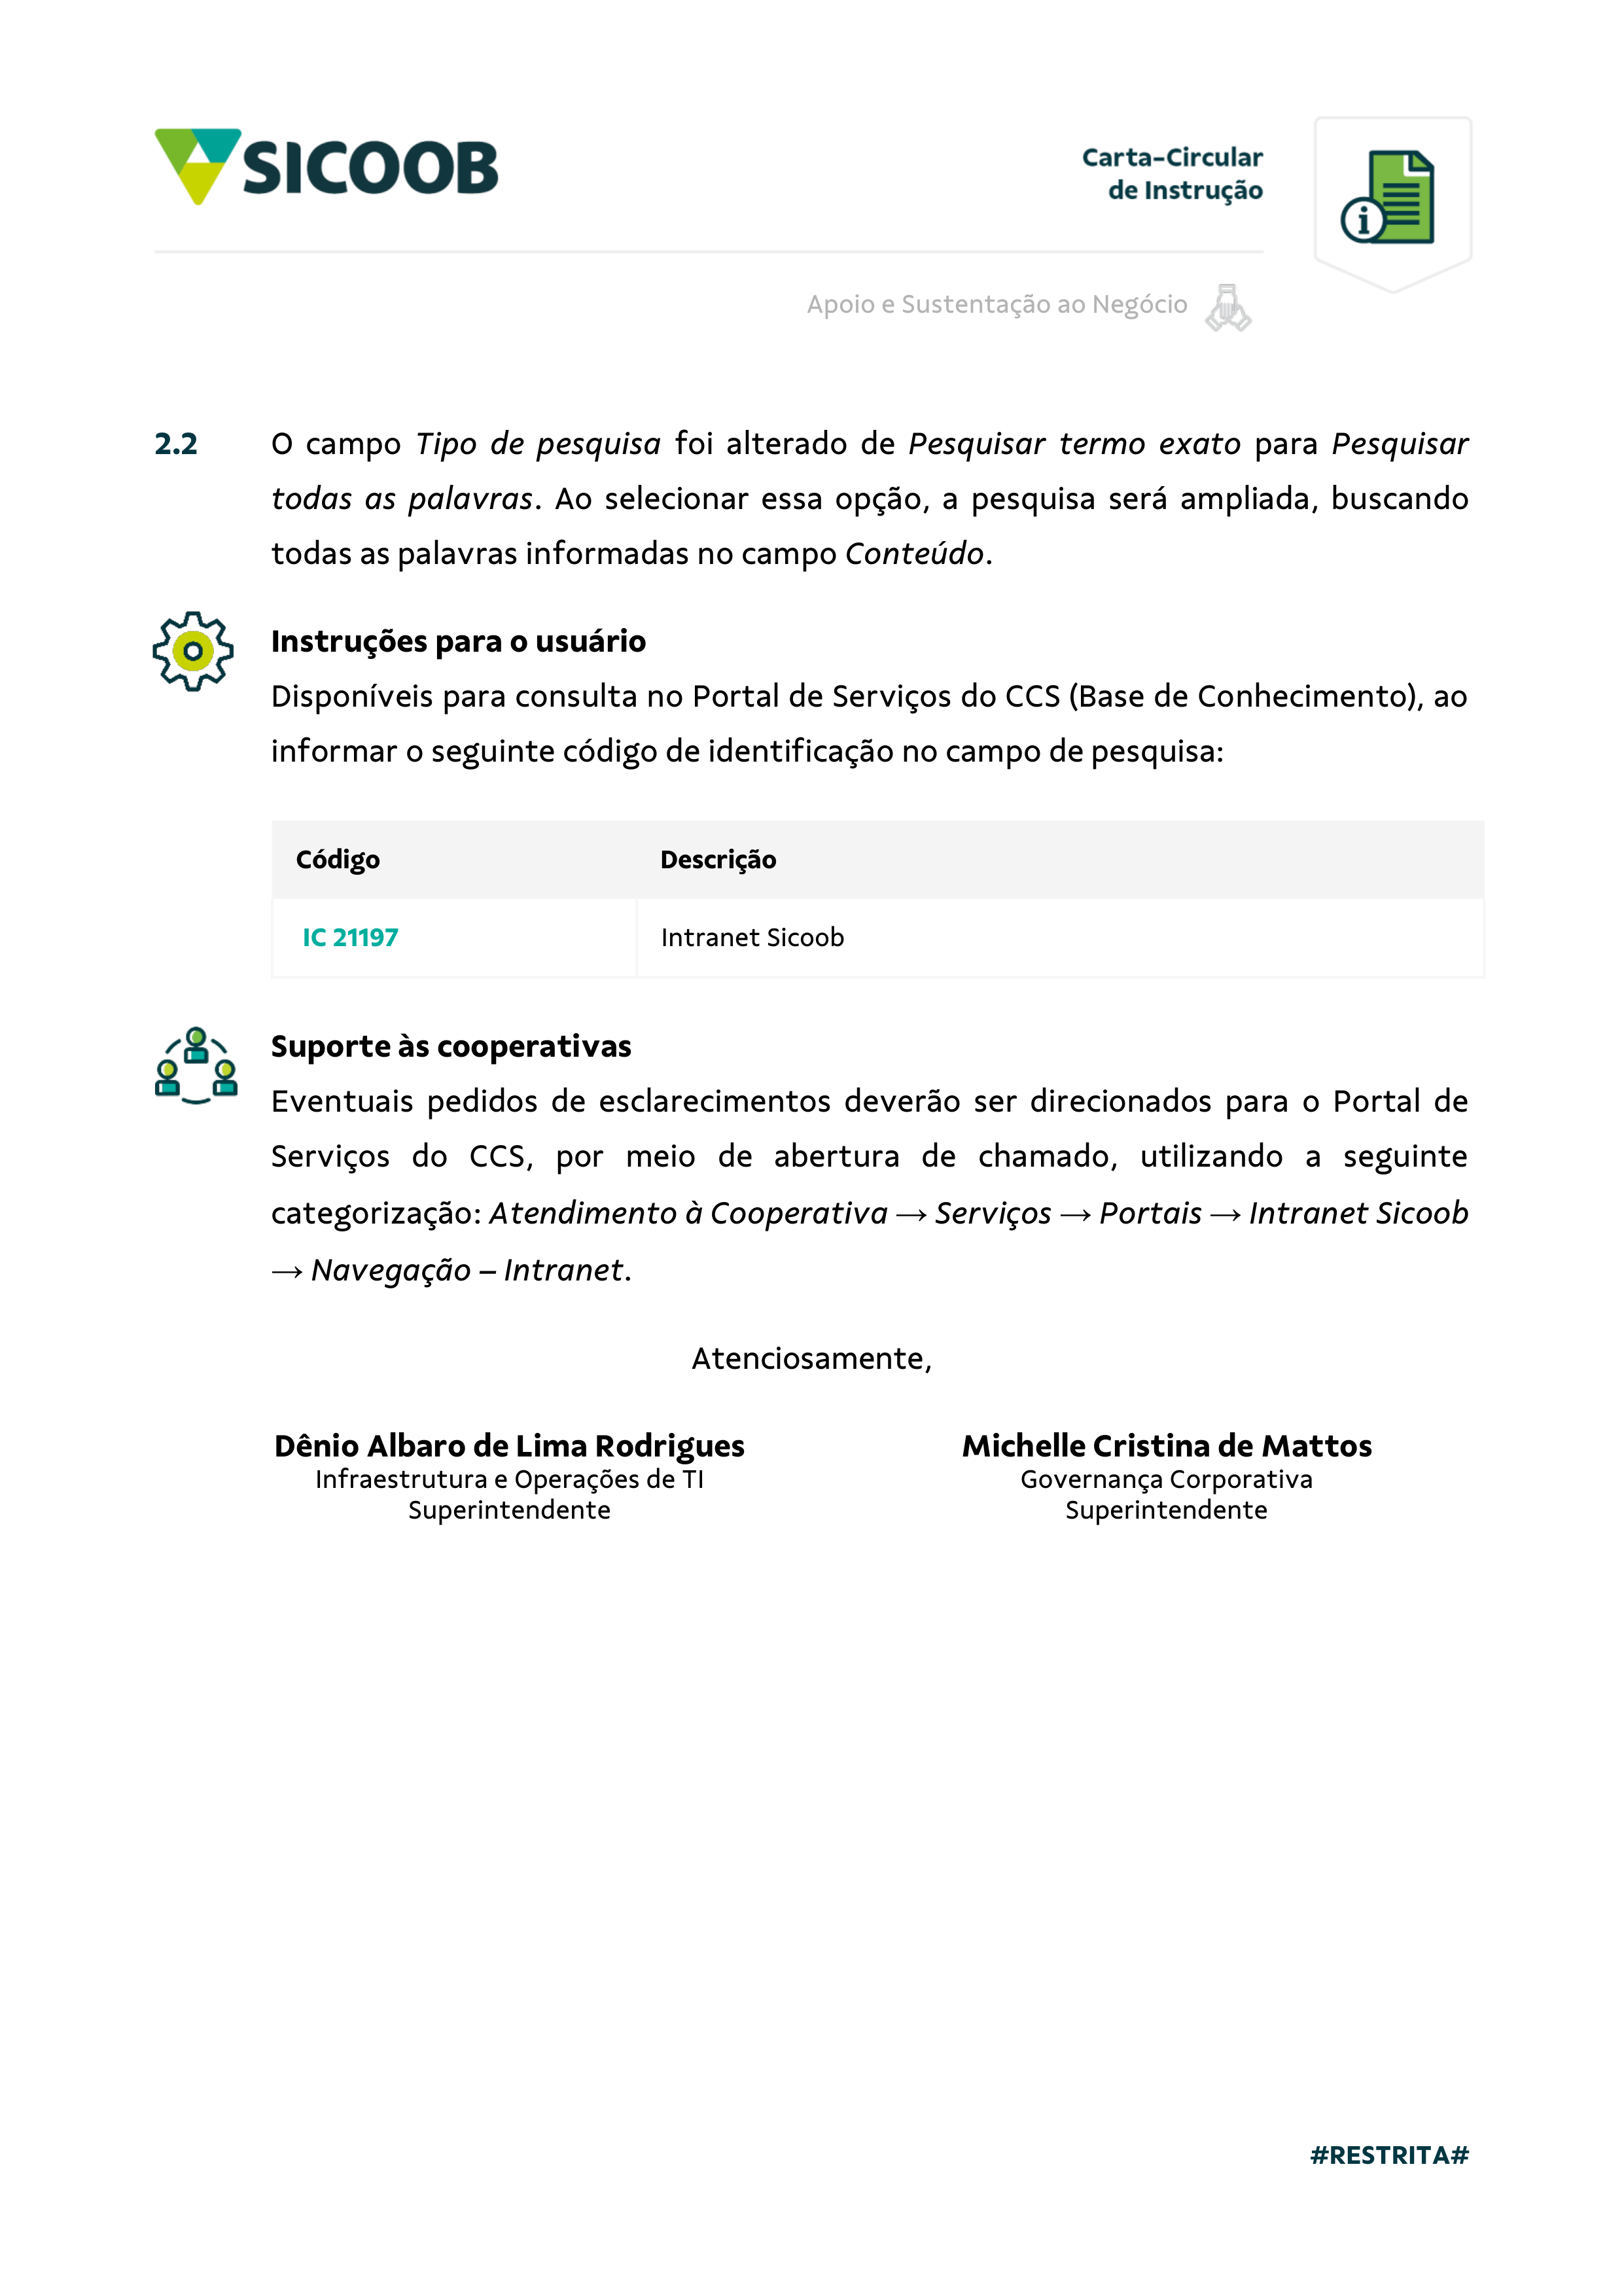 SICOOB
Carta-Circular
de Instrução
Apoio e Sustentação ao Negócio
2.2 O campo Tipo de pesquisa foi alterado de Pesquisar termo exato para Pesquisar
todas as palavras. Ao selecionar essa opção, a pesquisa será ampliada, buscando
todas as palavras informadas no campo Conteúdo.
Instruções para o usuário
Disponíveis para consulta no Portal de Serviços do CCS (Base de Conhecimento), ao
informar o seguinte código de identificação no campo de pesquisa:
Código Descrição
IC 21197 Intranet Sicoob
Suporte às cooperativas
Eventuais pedidos de esclarecimentos deverão ser direcionados para o Portal de
Serviços do CCS, por meio de abertura de chamado, utilizando a seguinte
categorização: Atendimento à Cooperativa → Serviços → Portais → Intranet Sicoob
→ Navegação – Intranet.
Atenciosamente,
Dênio Albaro de Lima Rodrigues
Infraestrutura e Operações de TI
Superintendente
Michelle Cristina de Mattos
Governança Corporativa
Superintendente
#RESTRITA#